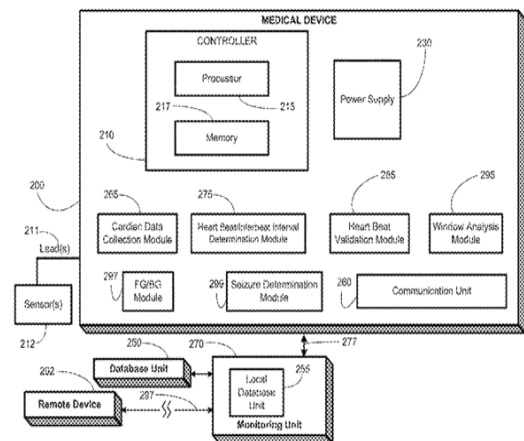 MEDICAL DEVICE
CONTROLLER
Processor
217
215
Memory
210
230
Power Supply
200
211
Lead(s)
Sensor(s)
212
265
Cardiac Data
Collection Module
275
Heart Beat/Interbeat Interval
Determination Module
285
Heart Beat
Validation Module
295
Window Analysis
Module
297
FG/BG
Module
299
Seizure Determination
Module
260
Communication Unit
277
250
Database Unit
270
255
Local
Database
Unit
Monitoring Unit
292
Remote Device
297